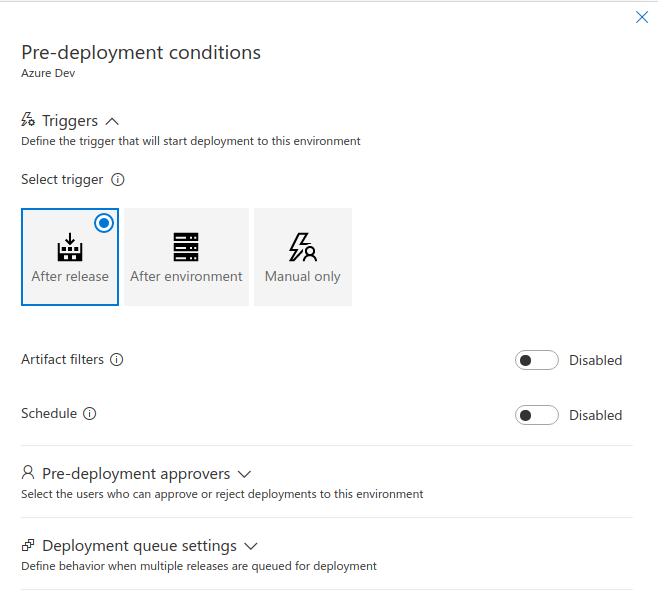 Pre-deployment conditions
Azure Dev
Triggers
Define the trigger that will start deployment to this environment
Select trigger
After release
After environment
Manual only
Artifact filters
Disabled
Schedule
Disabled
Pre-deployment approvers
Select the users who can approve or reject deployments to this environment
Deployment queue settings
Define behavior when multiple releases are queued for deployment